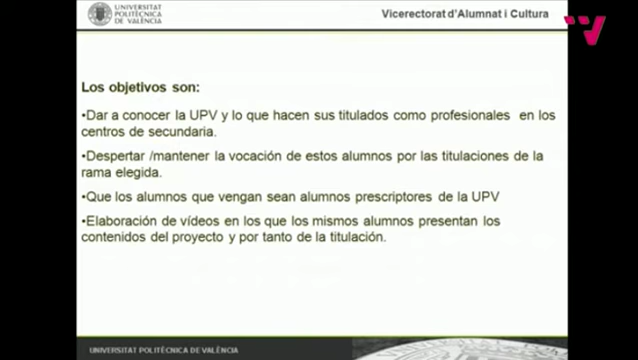 UNIVERSITAT
POLITÈCNICA
DE VALÈNCIA
Vicerectorat d'Alumnat i Cultura
Los objetivos son:
•Dar a conocer la UPV y lo que hacen sus titulados como profesionales en los
centros de secundaria.
•Despertar /mantener la vocación de estos alumnos por las titulaciones de la
rama elegida.
•Que los alumnos que vengan sean alumnos prescriptores de la UPV
•Elaboración de vídeos en los que los mismos alumnos presentan los
contenidos del proyecto y por tanto de la titulación.
UNIVERSITAT POLITÈCNICA DE VALÈNCIA